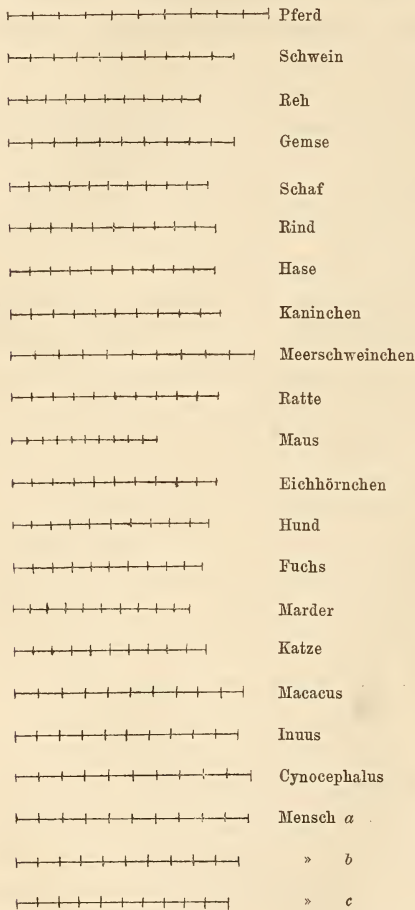 Pferd
Schwein
Reh
Gemse
Schaf
Rind
Hase
Kaninchen
Meerschweinchen
Ratte
Maus
Eichhörnchen
Hund
Fuchs
Marder
Katze
Macacus
Inuus
Cynocephalus
Mensch a
» b
» c